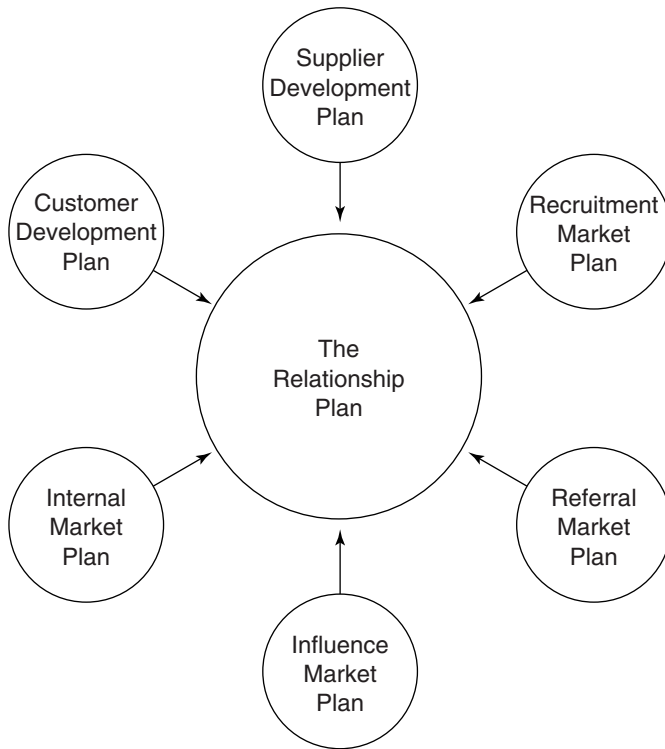 Supplier
Development
Plan
Customer
Development
Plan
Recruitment
Market
Plan
The
Relationship
Plan
Internal
Market
Plan
Referral
Market
Plan
Influence
Market
Plan